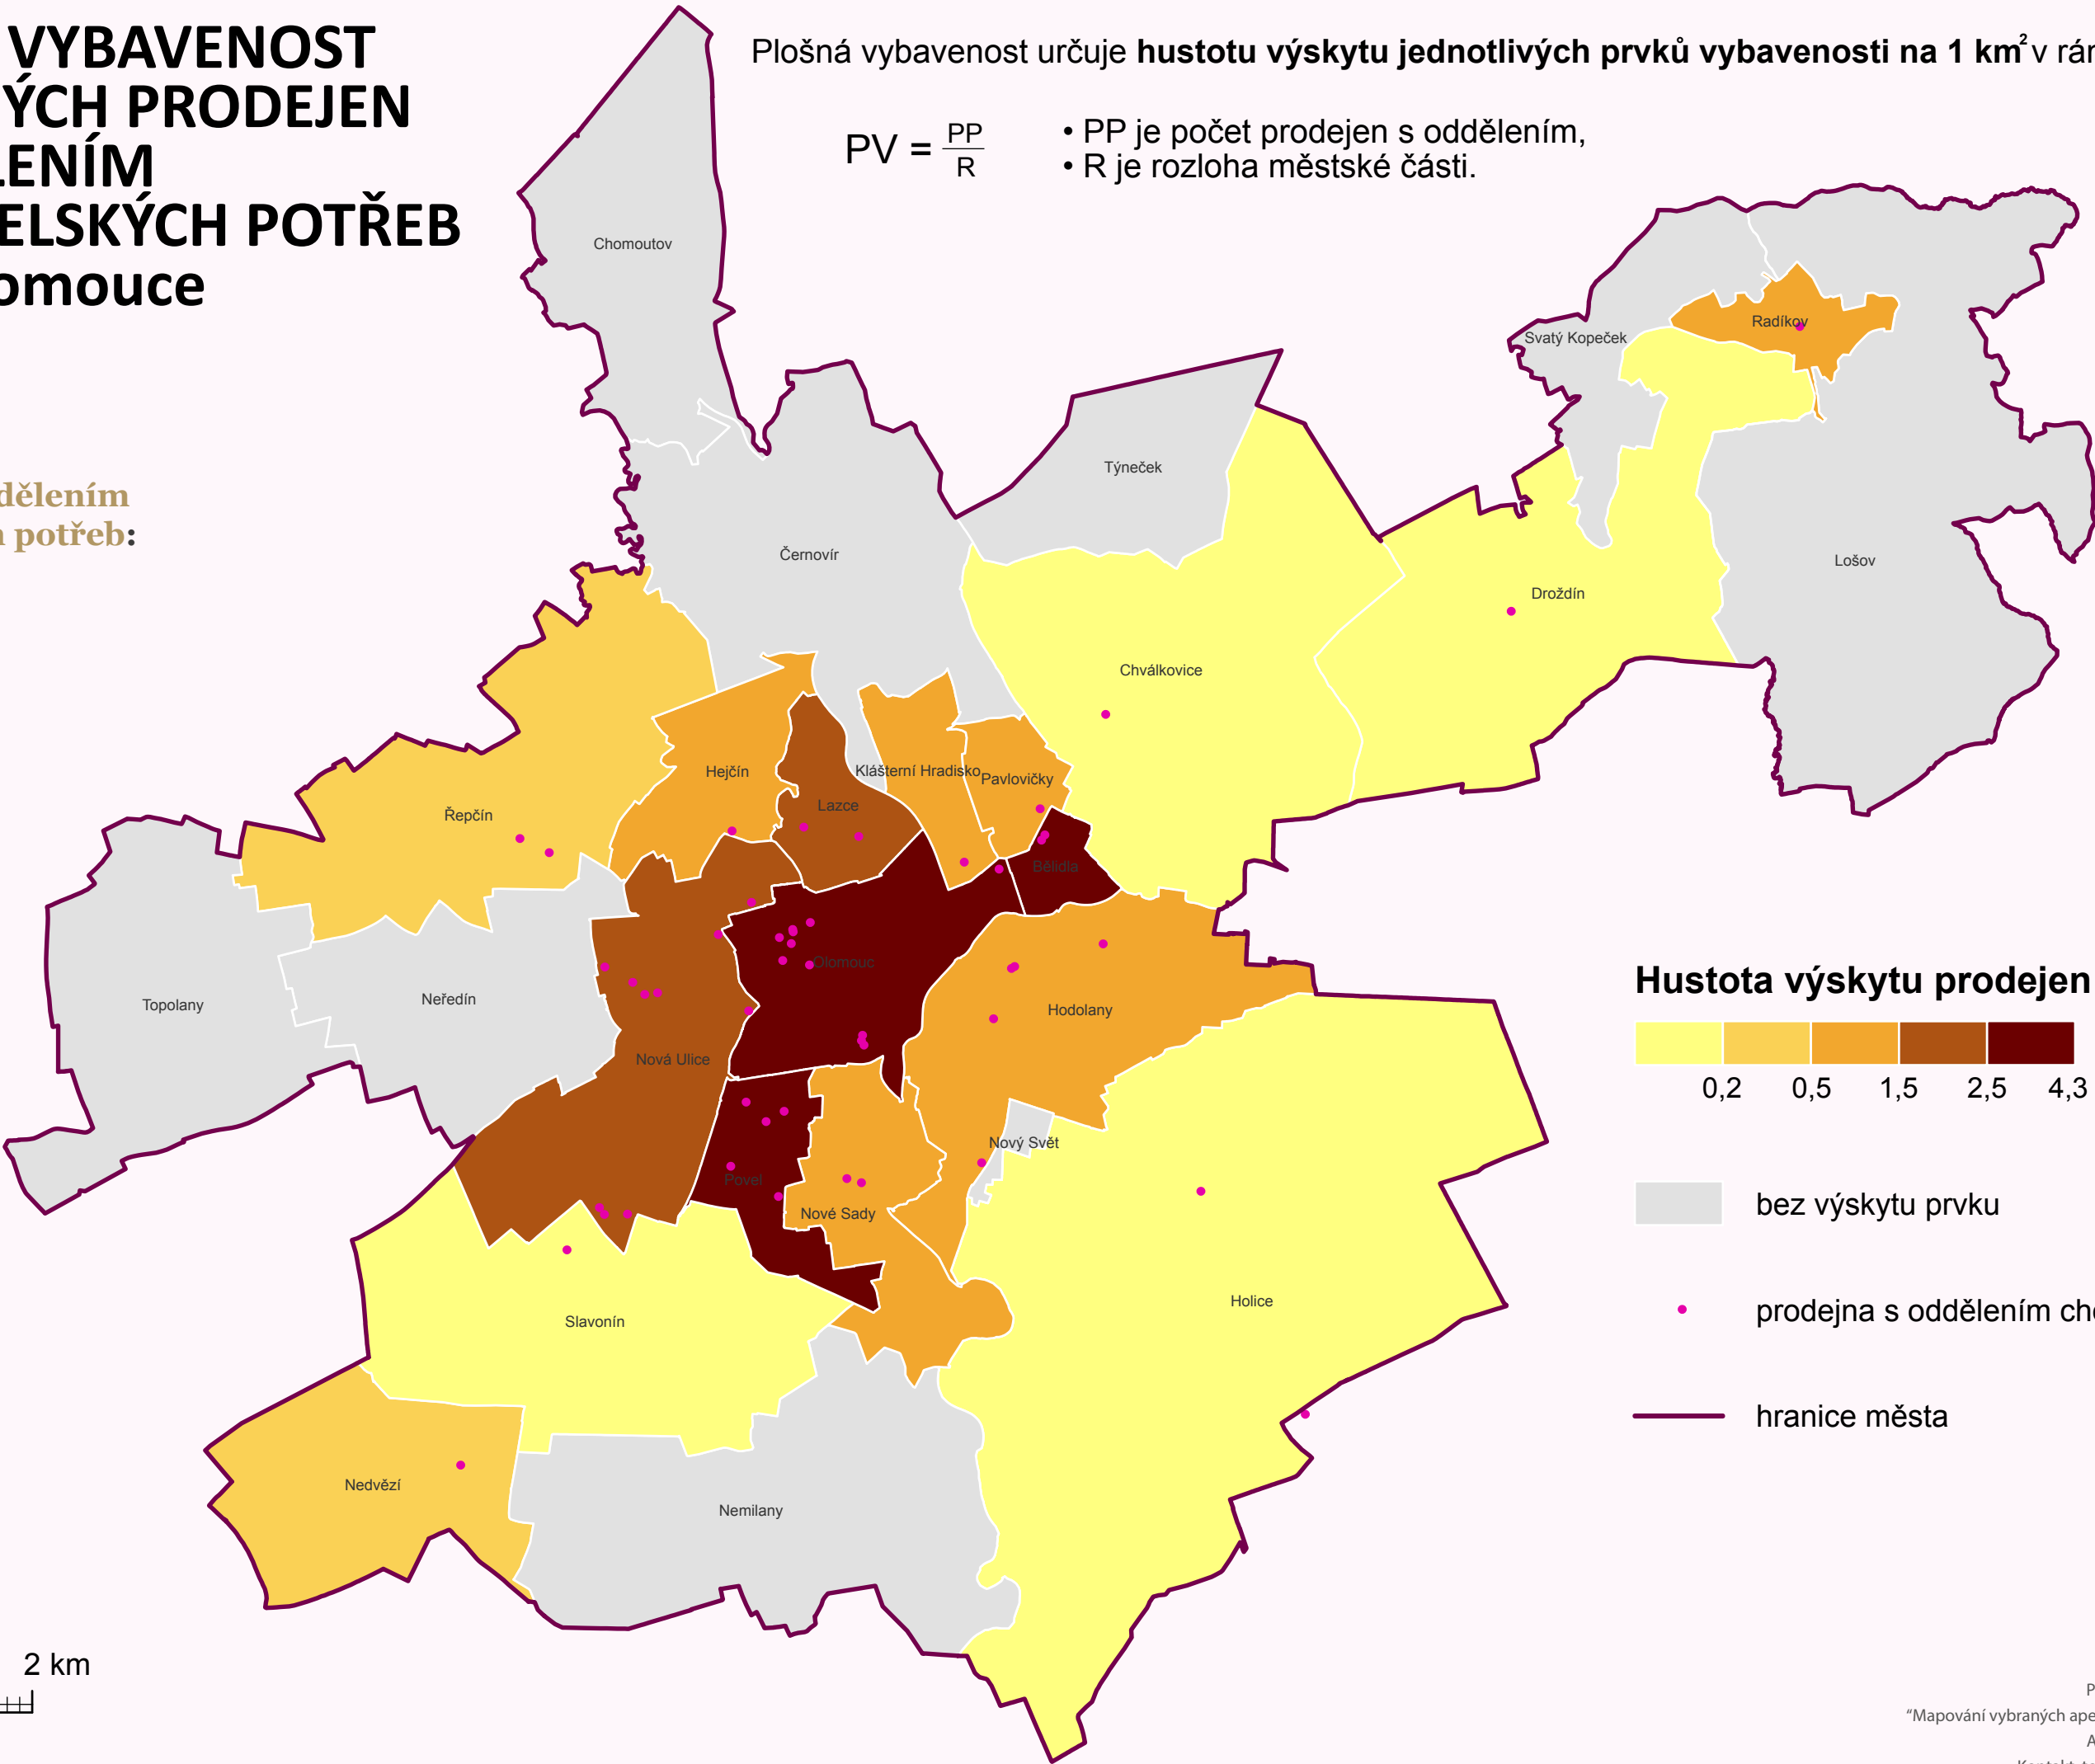 VYBAVENOST
ÝCH PRODEJEN
LENÍM
ELSKÝCH POTŘEB
omouce
Plošná vybavenost určuje hustotu výskytu jednotlivých prvků vybavenosti na 1 km² v rá
PV = PP
R
• PP je počet prodejen s oddělením,
• R je rozloha městské části.
dělením
potřeb:
Chomoutov
Radíkov
Svatý Kopeček
Týneček
Černovír
Lošov
Droždín
Chválkovice
Hejčín
Klášterní Hradisko
Pavlovičky
Lazce
Řepčín
Bělidla
Olomouc
Neředín
Topolany
Hodolany
Nová Ulice
Nový Svět
Povel
Nové Sady
Holice
Slavonín
Nedvězí
Nemilany
Hustota výskytu prodejen
0,2 0,5 1,5 2,5 4,3
bez výskytu prvku
prodejna s oddělením ch
hranice města
2 km
P
“Mapování vybraných ape
A